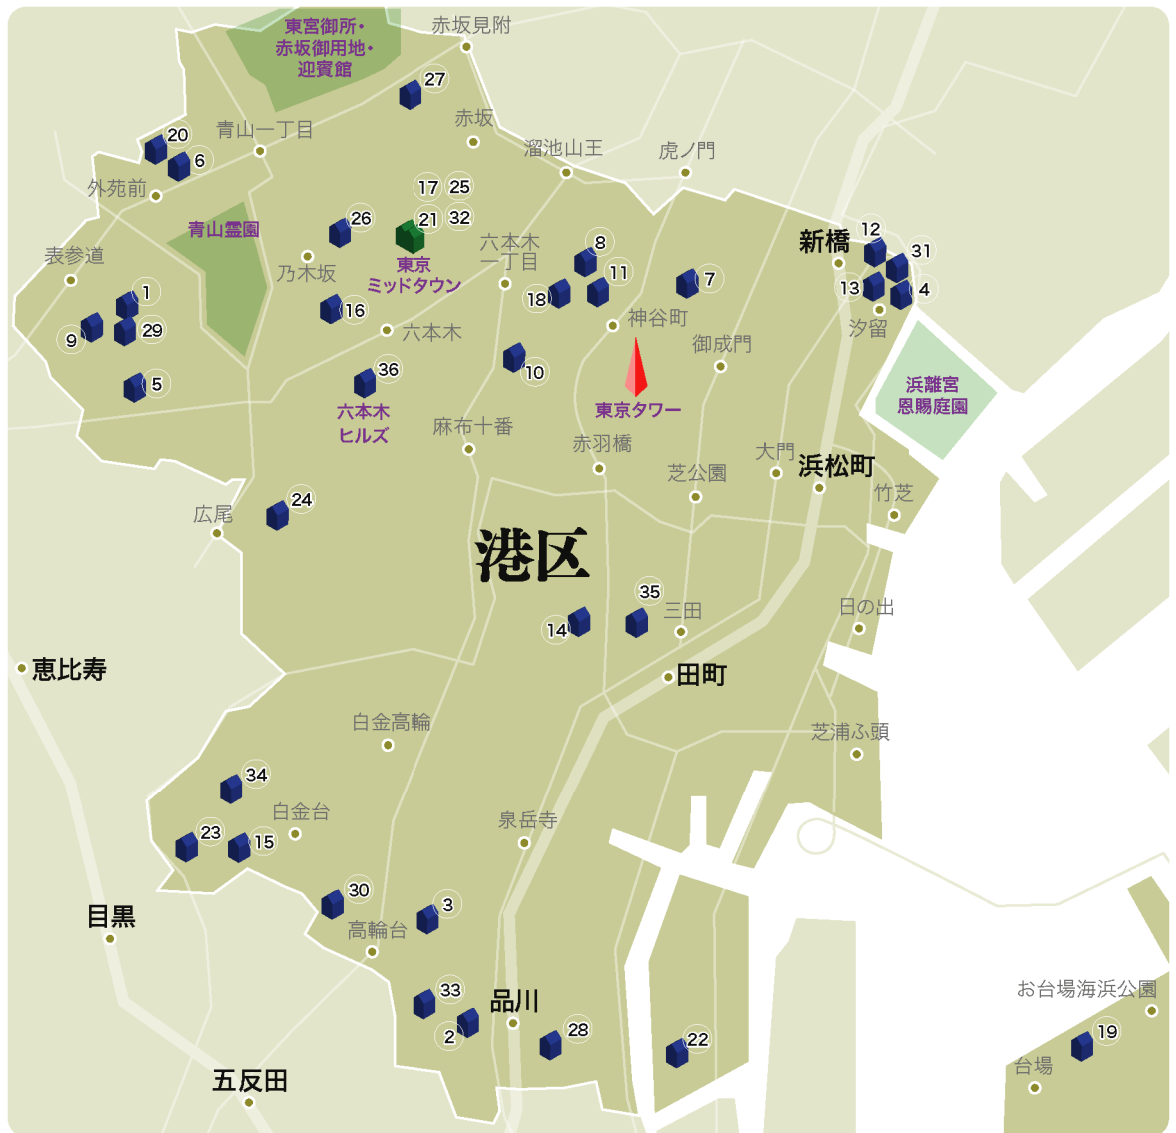 東宮御所・
赤坂御用地・
迎賓館
赤坂見附
27
赤坂
青山一丁目
20
6
外苑前
溜池山王
虎ノ門
17
25
21
32
26
青山霊園
表参道
乃木坂
東京
ミッドタウン
六本木
一丁目
8
11
18
7
新橋
12
31
13
4
汐留
1
9
29
5
16
六本木
神谷町
御成門
10
36
六本木
ヒルズ
東京タワー
浜離宮
恩賜庭園
麻布十番
赤羽橋
芝公園
大門
浜松町
竹芝
24
広尾
港区
35
14
三田
日の出
恵比寿
田町
白金高輪
芝浦ふ頭
34
白金台
23
15
泉岳寺
30
3
高輪台
目黒
33
2
品川
28
22
お台場海浜公園
19
台場
五反田